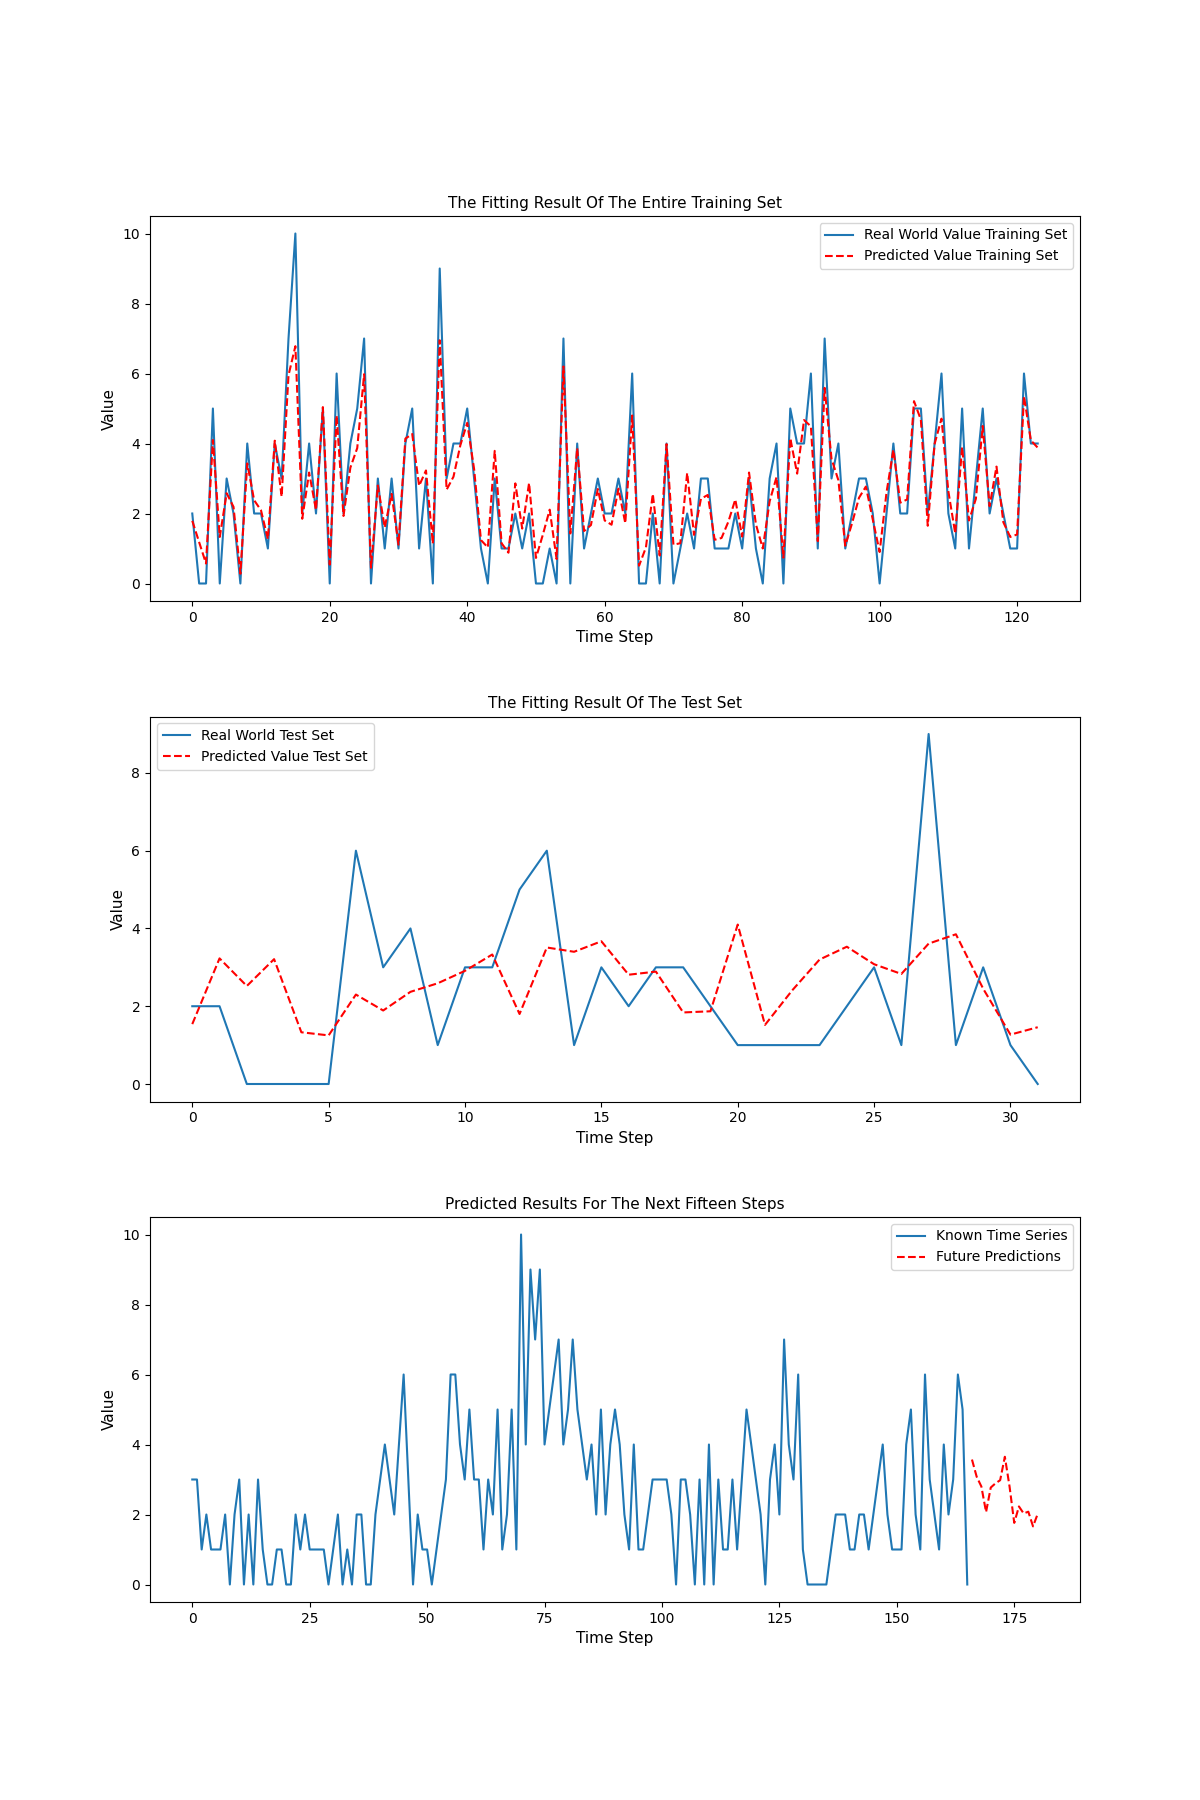 The Fitting Result Of The Entire Training Set
Real World Value Training Set
Predicted Value Training Set
Value
10
8
6
4
2
0
0 20 40 60 80 100 120
Time Step
The Fitting Result Of The Test Set
Real World Test Set
Predicted Value Test Set
Value
8
6
4
2
0
0 5 10 15 20 25 30
Time Step
Predicted Results For The Next Fifteen Steps
Known Time Series
Future Predictions
Value
10
8
6
4
2
0
0 25 50 75 100 125 150 175
Time Step